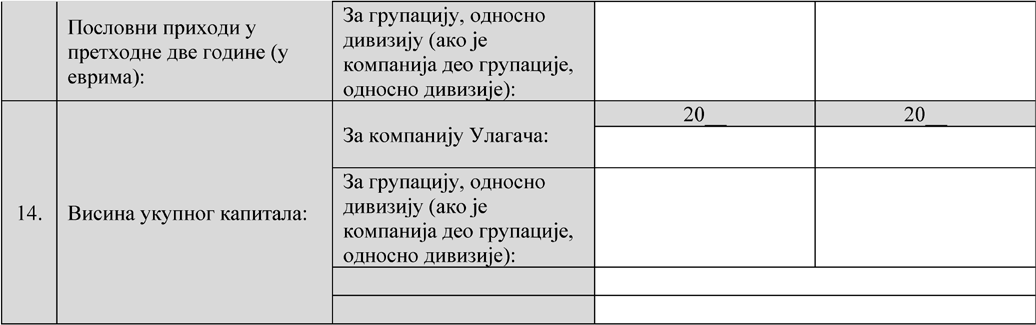 Пословни приходи у
претходне две године (у
еврима):
За групацију, односно
дивизију (ако је
компанија део групације,
односно дивизије):
14.
Висина укупног капитала:
За компанију Улагача:
20__
20__
За групацију, односно
дивизију (ако је
компанија део групације,
односно дивизије):